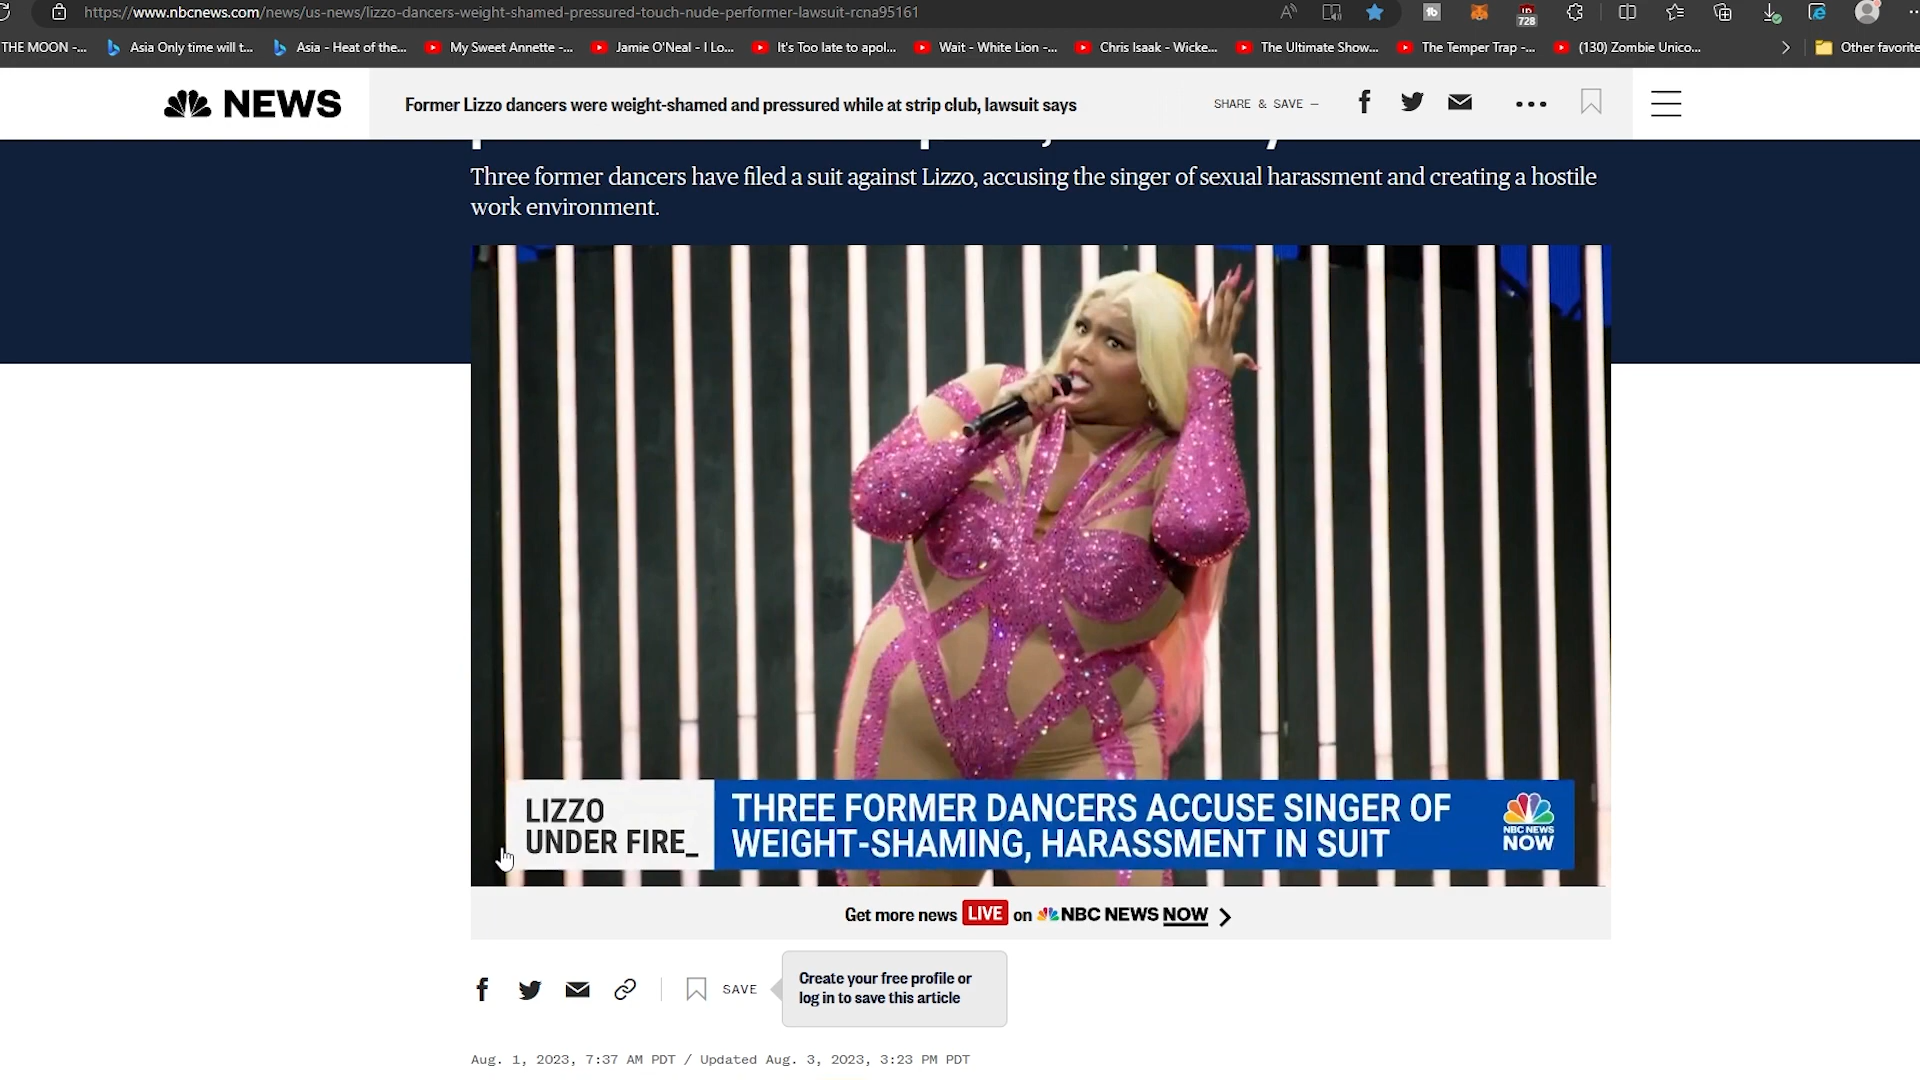 https://www.nbcnews.com/news/us-news/lizzo-dancers-weight-shamed-pressured-touch-nude-performer-lawsuit-rcna95161
728
THE MOON -...
Asia Only time will t...
Asia - Heat of the...
My Sweet Annette -...
Jamie O'Neal - I Lo...
It's Too late to apol...
Wait - White Lion -...
Chris Isaak - Wicke...
The Ultimate Show...
The Temper Trap -...
(130) Zombie Unico...
Other favorite
NEWS
Former Lizzo dancers were weight-shamed and pressured while at strip club, lawsuit says
SHARE & SAVE —
Three former dancers have filed a suit against Lizzo, accusing the singer of sexual harassment and creating a hostile
work environment.
LIZZO
UNDER FIRE_
THREE FORMER DANCERS ACCUSE SINGER OF
WEIGHT-SHAMING, HARASSMENT IN SUIT
NBC NEWS
NOW
Get more news LIVE on NBC NEWS NOW
SAVE
Create your free profile or
log in to save this article
Aug. 1, 2023, 7:37 AM PDT / Updated Aug. 3, 2023, 3:23 PM PDT